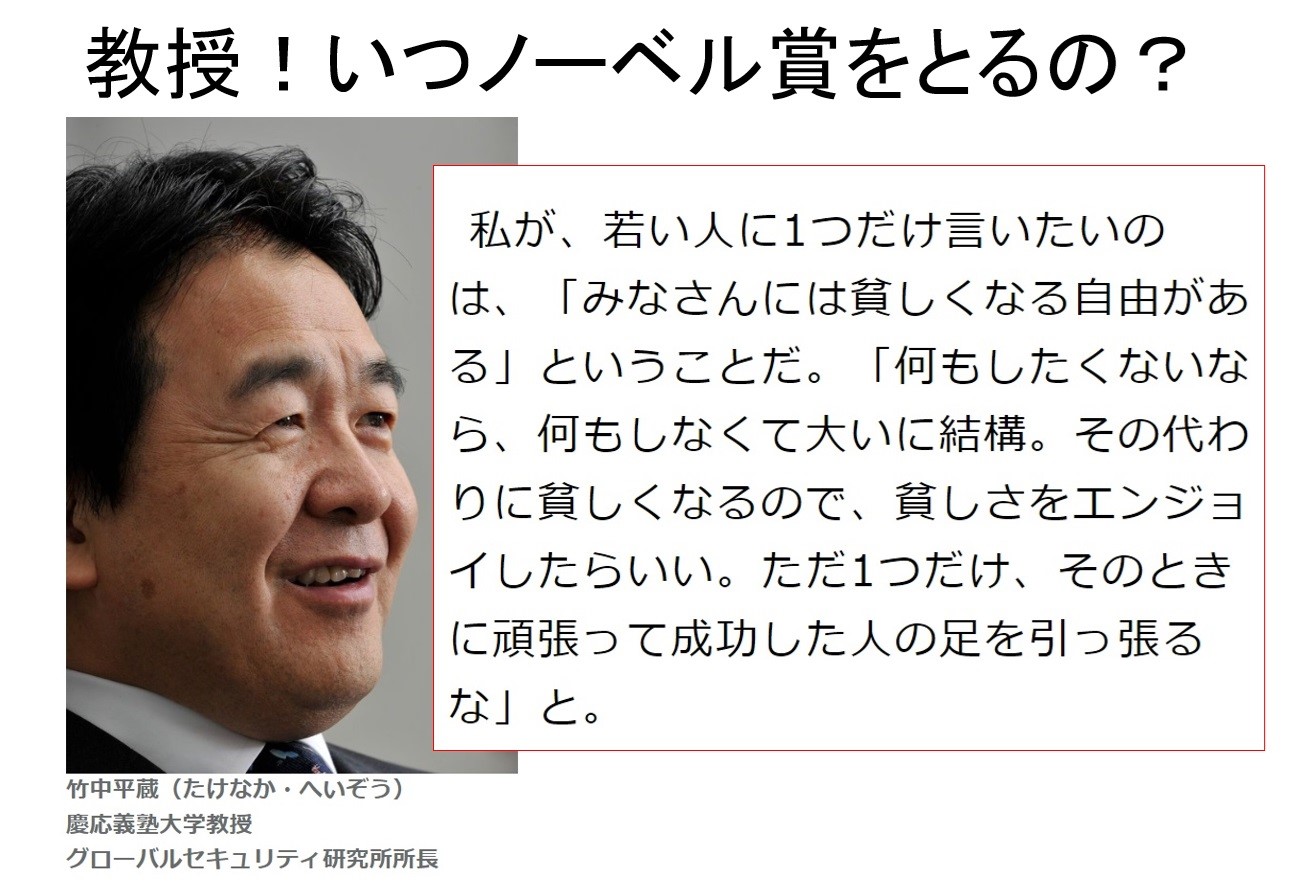 教授！いつノーベル賞をとるの？
私が、若い人に1つだけ言いたいの
は、「みなさんには貧しくなる自由があ
る」ということだ。「何もしたくないな
ら、何もしなくて大いに結構。その代わ
りに貧しくなるので、貧しさをエンジョ
イしたらいい。ただ1つだけ、そのとき
に頑張って成功した人の足を引っ張る
な」と。
竹中平蔵（たけなか・へいぞう）
慶応義塾大学教授
グローバルセキュリティ研究所所長